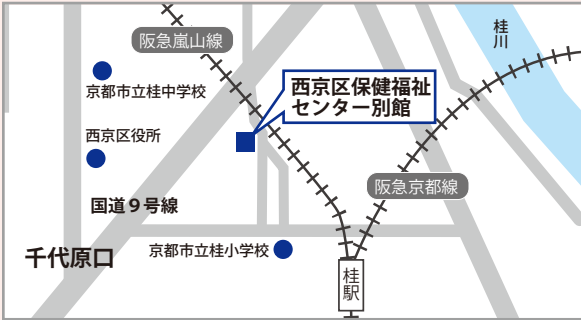 阪急嵐山線
桂川
京都市立桂中学校
西京区保健福祉
センター別館
西京区役所
阪急京都線
国道９号線
千代原口
京都市立桂小学校
桂駅